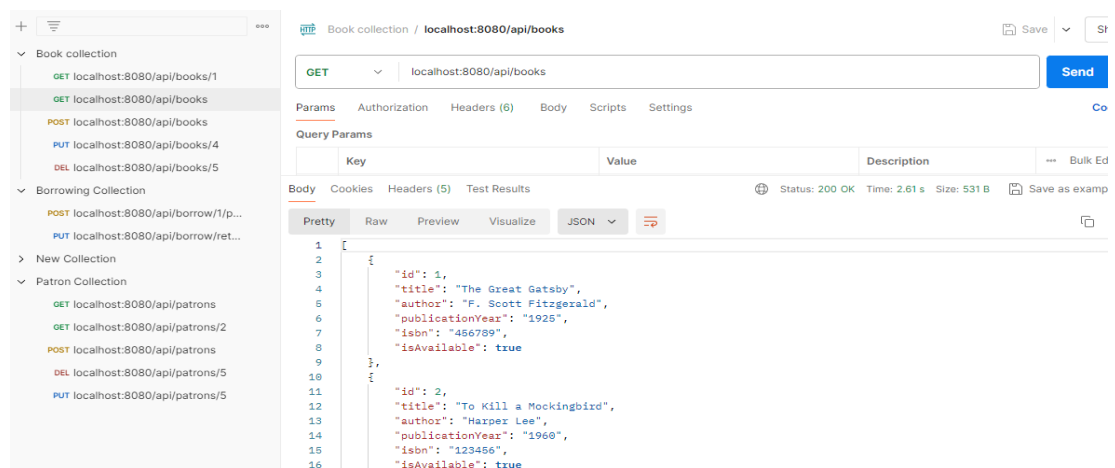 Book collection
GET localhost:8080/api/books/1
GET localhost:8080/api/books
POST localhost:8080/api/books
PUT localhost:8080/api/books/4
DEL localhost:8080/api/books/5
Borrowing Collection
POST localhost:8080/api/borrow/1/p...
PUT localhost:8080/api/borrow/ret...
New Collection
Patron Collection
GET localhost:8080/api/patrons
GET localhost:8080/api/patrons/2
POST localhost:8080/api/patrons
DEL localhost:8080/api/patrons/5
PUT localhost:8080/api/patrons/5
HTTP Book collection / localhost:8080/api/books Save Sh
GET localhost:8080/api/books Send
Params Authorization Headers (6) Body Scripts Settings Co
Query Params
Key Value Description ••• Bulk Ed
Body Cookies Headers (5) Test Results Status: 200 OK Time: 2.61 s Size: 531 B Save as examp
Pretty Raw Preview Visualize JSON
1 [
2 {
3 "id": 1,
4 "title": "The Great Gatsby",
5 "author": "F. Scott Fitzgerald",
6 "publicationYear": "1925",
7 "isbn": "456789",
8 "isAvailable": true
9 },
10 {
11 "id": 2,
12 "title": "To Kill a Mockingbird",
13 "author": "Harper Lee",
14 "publicationYear": "1960",
15 "isbn": "123456",
16 "isAvailable": true